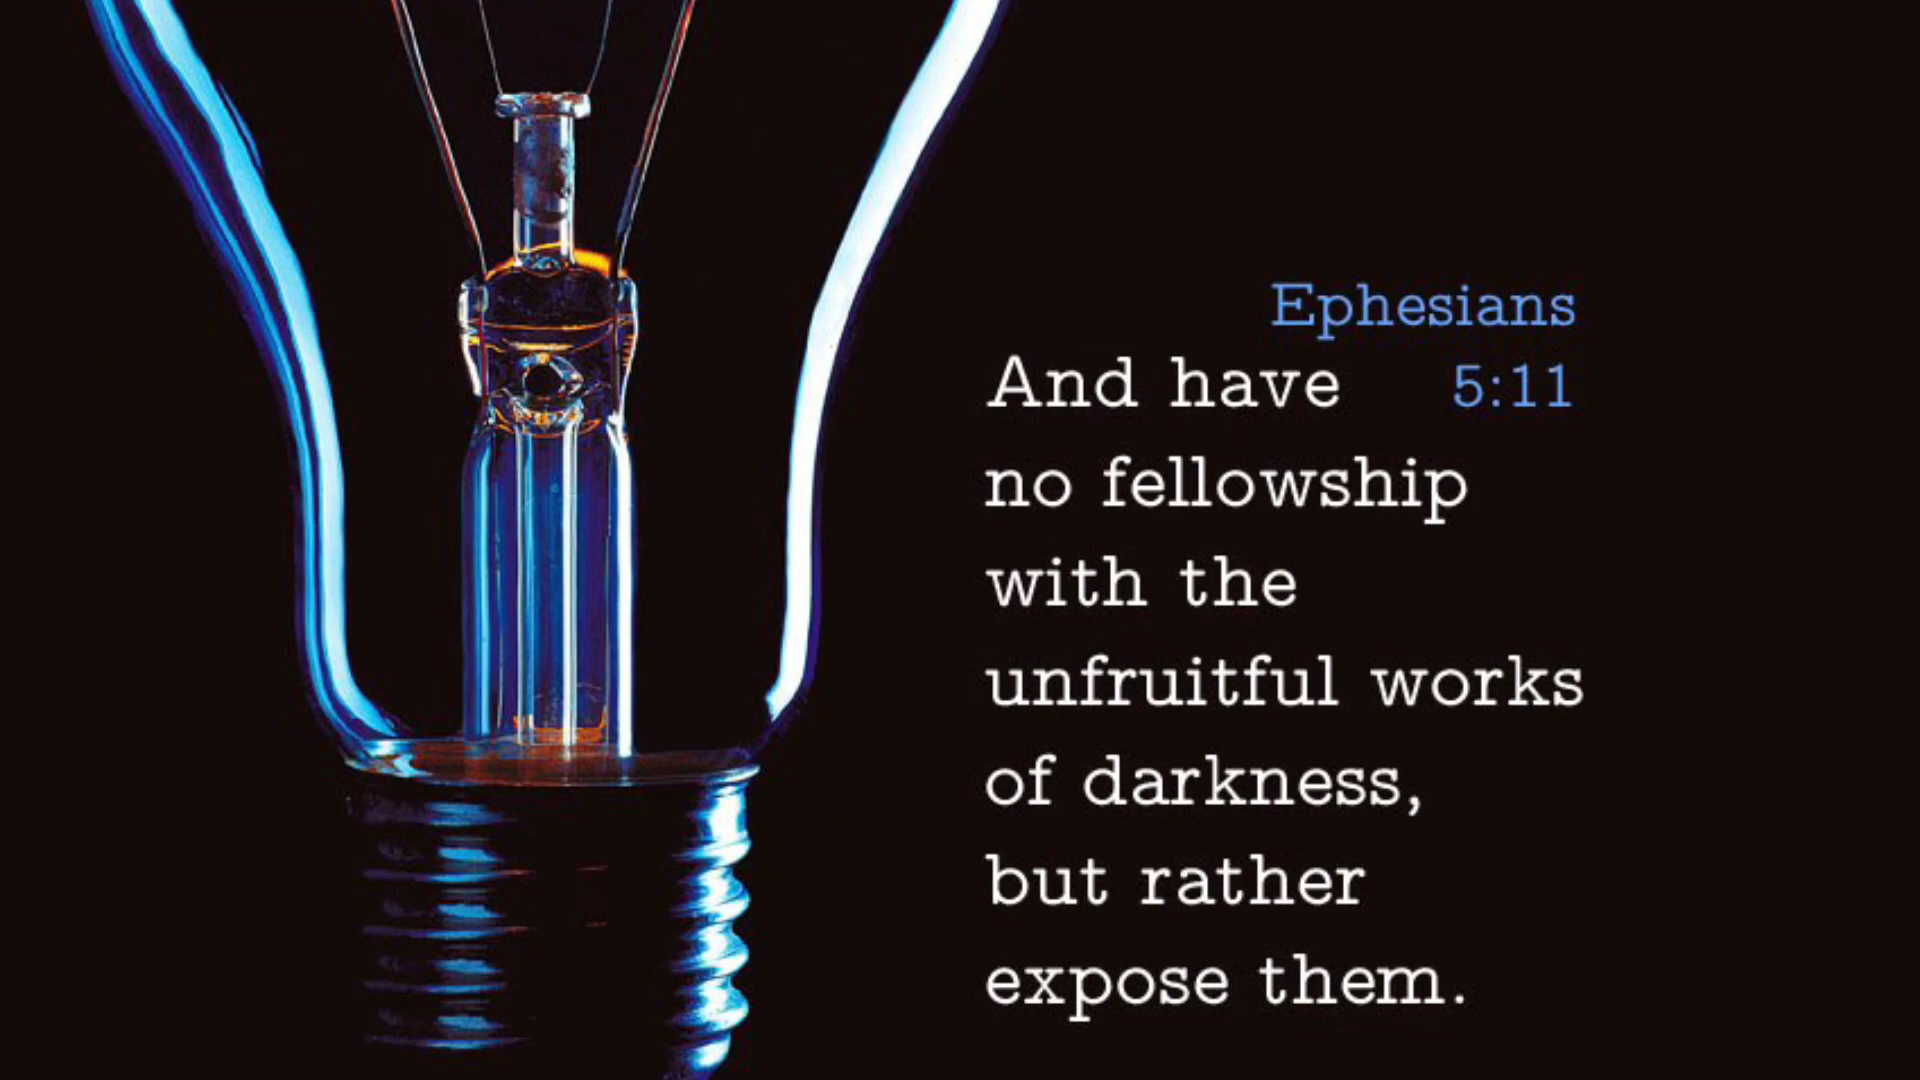 Ephesians
5:11
And have
no fellowship
with the
unfruitful works
of darkness,
but rather
expose them.